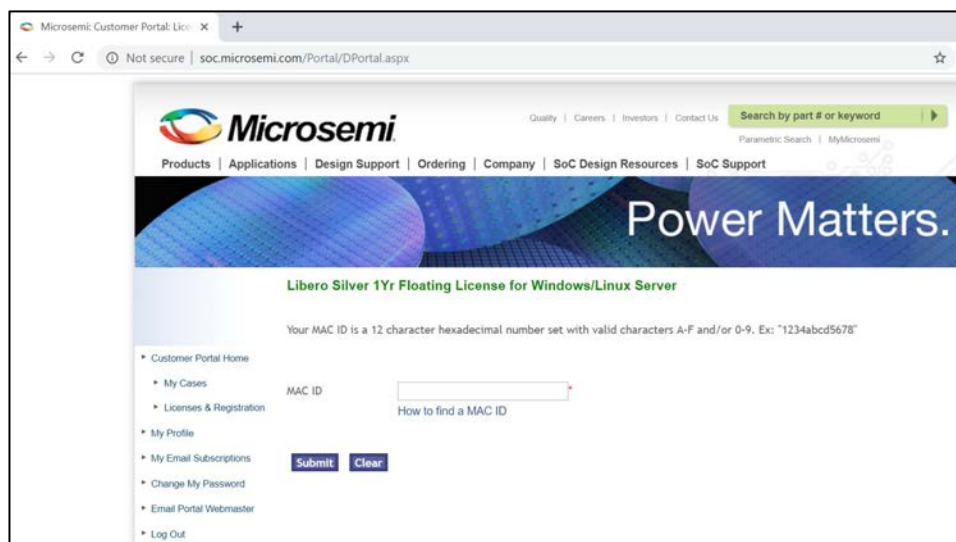 Microsemi: Customer Portal: Lice
Not secure | soc.microsemi.com/Portal/DPortal.aspx
Microsemi
Quality | Careers | Investors | Contact Us
Search by part # or keyword
Parametric Search | MyMicrosemi
Products | Applications | Design Support | Ordering | Company | SoC Design Resources | SoC Support
Power Matters.
Libero Silver 1Yr Floating License for Windows/Linux Server
Your MAC ID is a 12 character hexadecimal number set with valid characters A-F and/or 0-9. Ex: "1234abcd5678"
Customer Portal Home
My Cases
Licenses & Registration
My Profile
My Email Subscriptions
Change My Password
Email Portal Webmaster
Log Out
MAC ID
*
How to find a MAC ID
Submit Clear